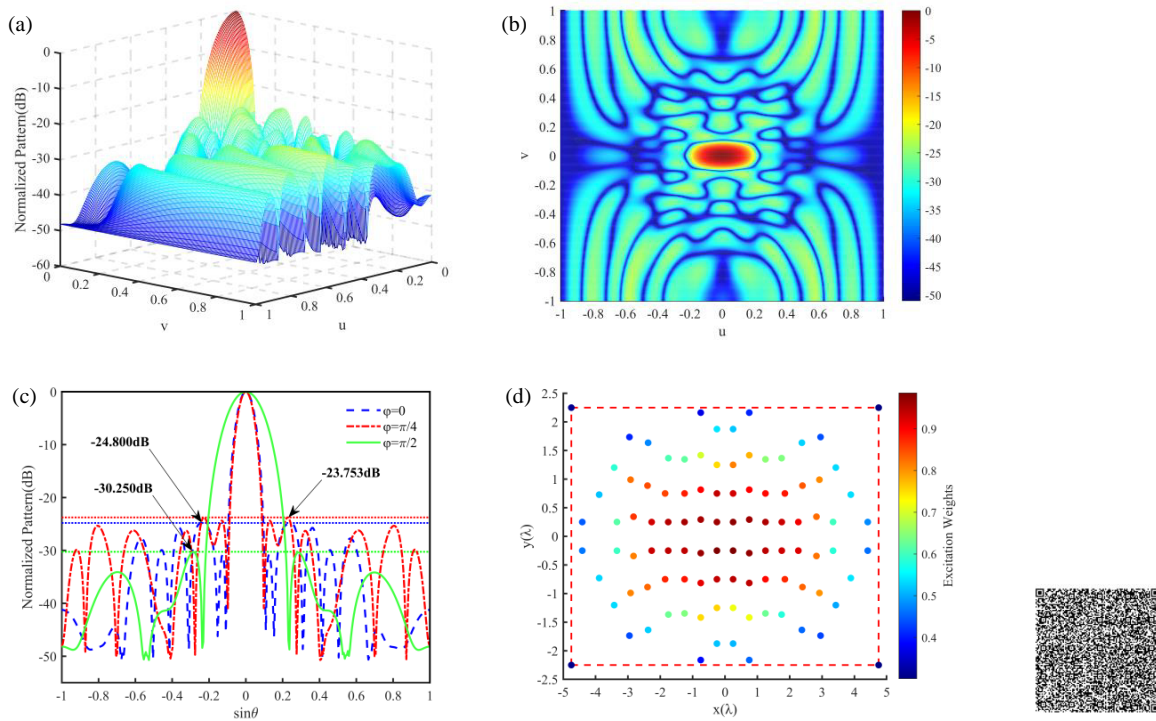 (a)
Normalized Pattern(dB)
0
-10
-20
-30
-40
-50
-60
0
0.2
0.4
0.6
0.8
1
v
1
0.8
0.6
0.4
0.2
0
u
(b)
v
1
0.8
0.6
0.4
0.2
0
-0.2
-0.4
-0.6
-0.8
-1
-1 -0.8 -0.6 -0.4 -0.2 0 0.2 0.4 0.6 0.8 1
u
0
-5
-10
-15
-20
-25
-30
-35
-40
-45
-50
(c)
Normalized Pattern(dB)
0
-10
-20
-30
-40
-50
φ=0
φ=π/4
φ=π/2
-24.800dB
-23.753dB
-30.250dB
-1 -0.8 -0.6 -0.4 -0.2 0 0.2 0.4 0.6 0.8 1
sinθ
(d)
y(λ)
2.5
2
1.5
1
0.5
0
-0.5
-1
-1.5
-2
-2.5
-5 -4 -3 -2 -1 0 1 2 3 4 5
x(λ)
0.9
0.8
0.7
0.6
0.5
0.4
Excitation Weights